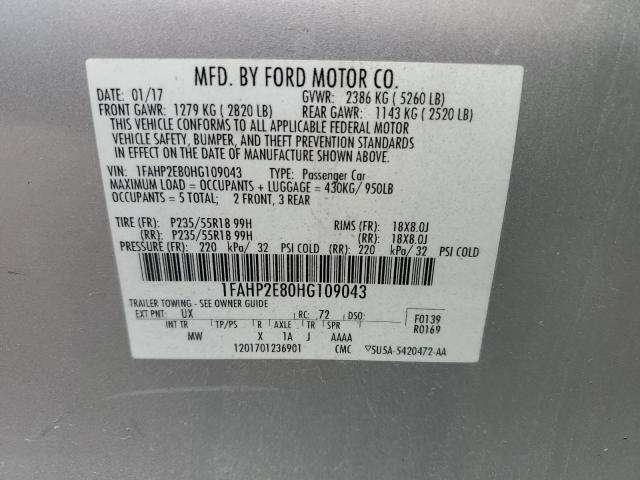 MFD. BY FORD MOTOR CO.
DATE: 01/17 GVWR: 2386 KG ( 5260 LB)
FRONT GAWR: 1279 KG ( 2820 LB) REAR GAWR: 1143 KG ( 2520 LB)
THIS VEHICLE CONFORMS TO ALL APPLICABLE FEDERAL MOTOR
VEHICLE SAFETY, BUMPER, AND THEFT PREVENTION STANDARDS
IN EFFECT ON THE DATE OF MANUFACTURE SHOWN ABOVE.
VIN: 1FAHP2E80HG109043 TYPE: Passenger Car
MAXIMUM LOAD = OCCUPANTS + LUGGAGE = 430KG/ 950LB
OCCUPANTS = 5 TOTAL; 2 FRONT, 3 REAR
TIRE (FR): P235/55R18 99H RIMS (FR): 18X8.0J
(RR): P235/55R18 99H (RR): 18X8.0J
PRESSURE (FR): 220 kPa/ 32 PSI COLD (RR): 220 kPa/ 32 PSI COLD
1FAHP2E80HG109043
TRAILER TOWING - SEE OWNER GUIDE
EXT PNT: UX RC: 72 DSO: F0139
INT TR TP/PS R AXLE TR SPR R0169
MW X 1A J AAAA
1201701236901 CMC ▽SU5A-5420472-AA